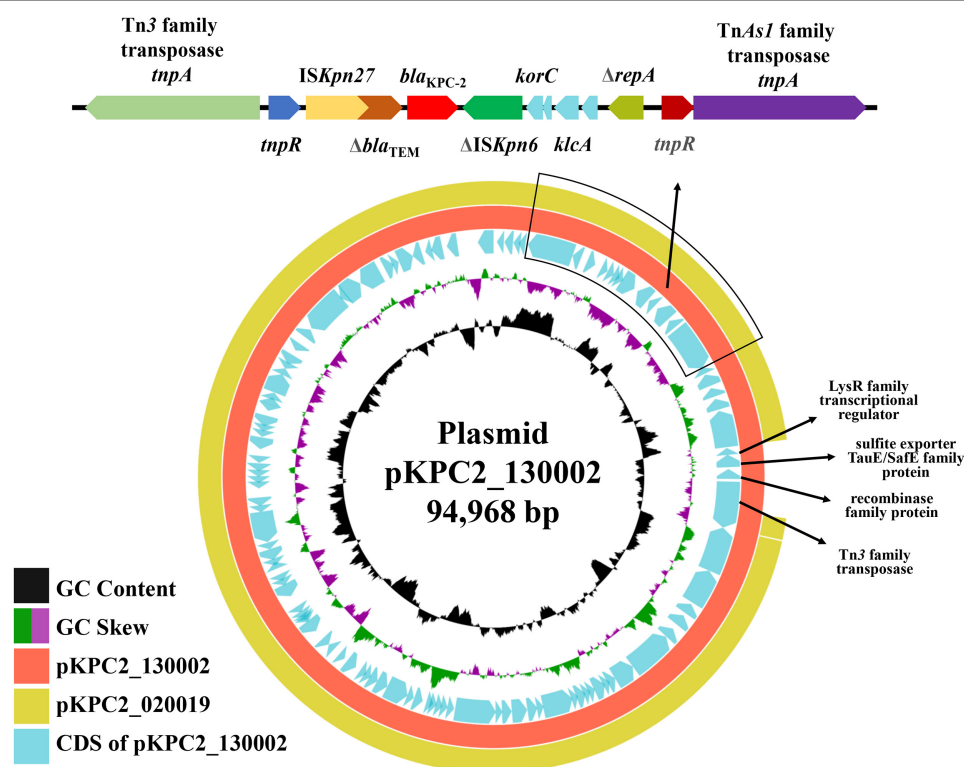 Tn3 family
transposase
tnpA
TnAs1 family
transposase
tnpA
ISKpn27
blaKPC-2
korC
ΔrepA
tnpR
ΔblaTEM
ΔISKpn6
klcA
tnpR
LysR family
transcriptional
regulator
sulfite exporter
TauE/SafE family
protein
recombinase
family protein
Tn3 family
transposase
Plasmid
pKPC2_130002
94,968 bp
GC Content
GC Skew
pKPC2_130002
pKPC2_020019
CDS of pKPC2_130002